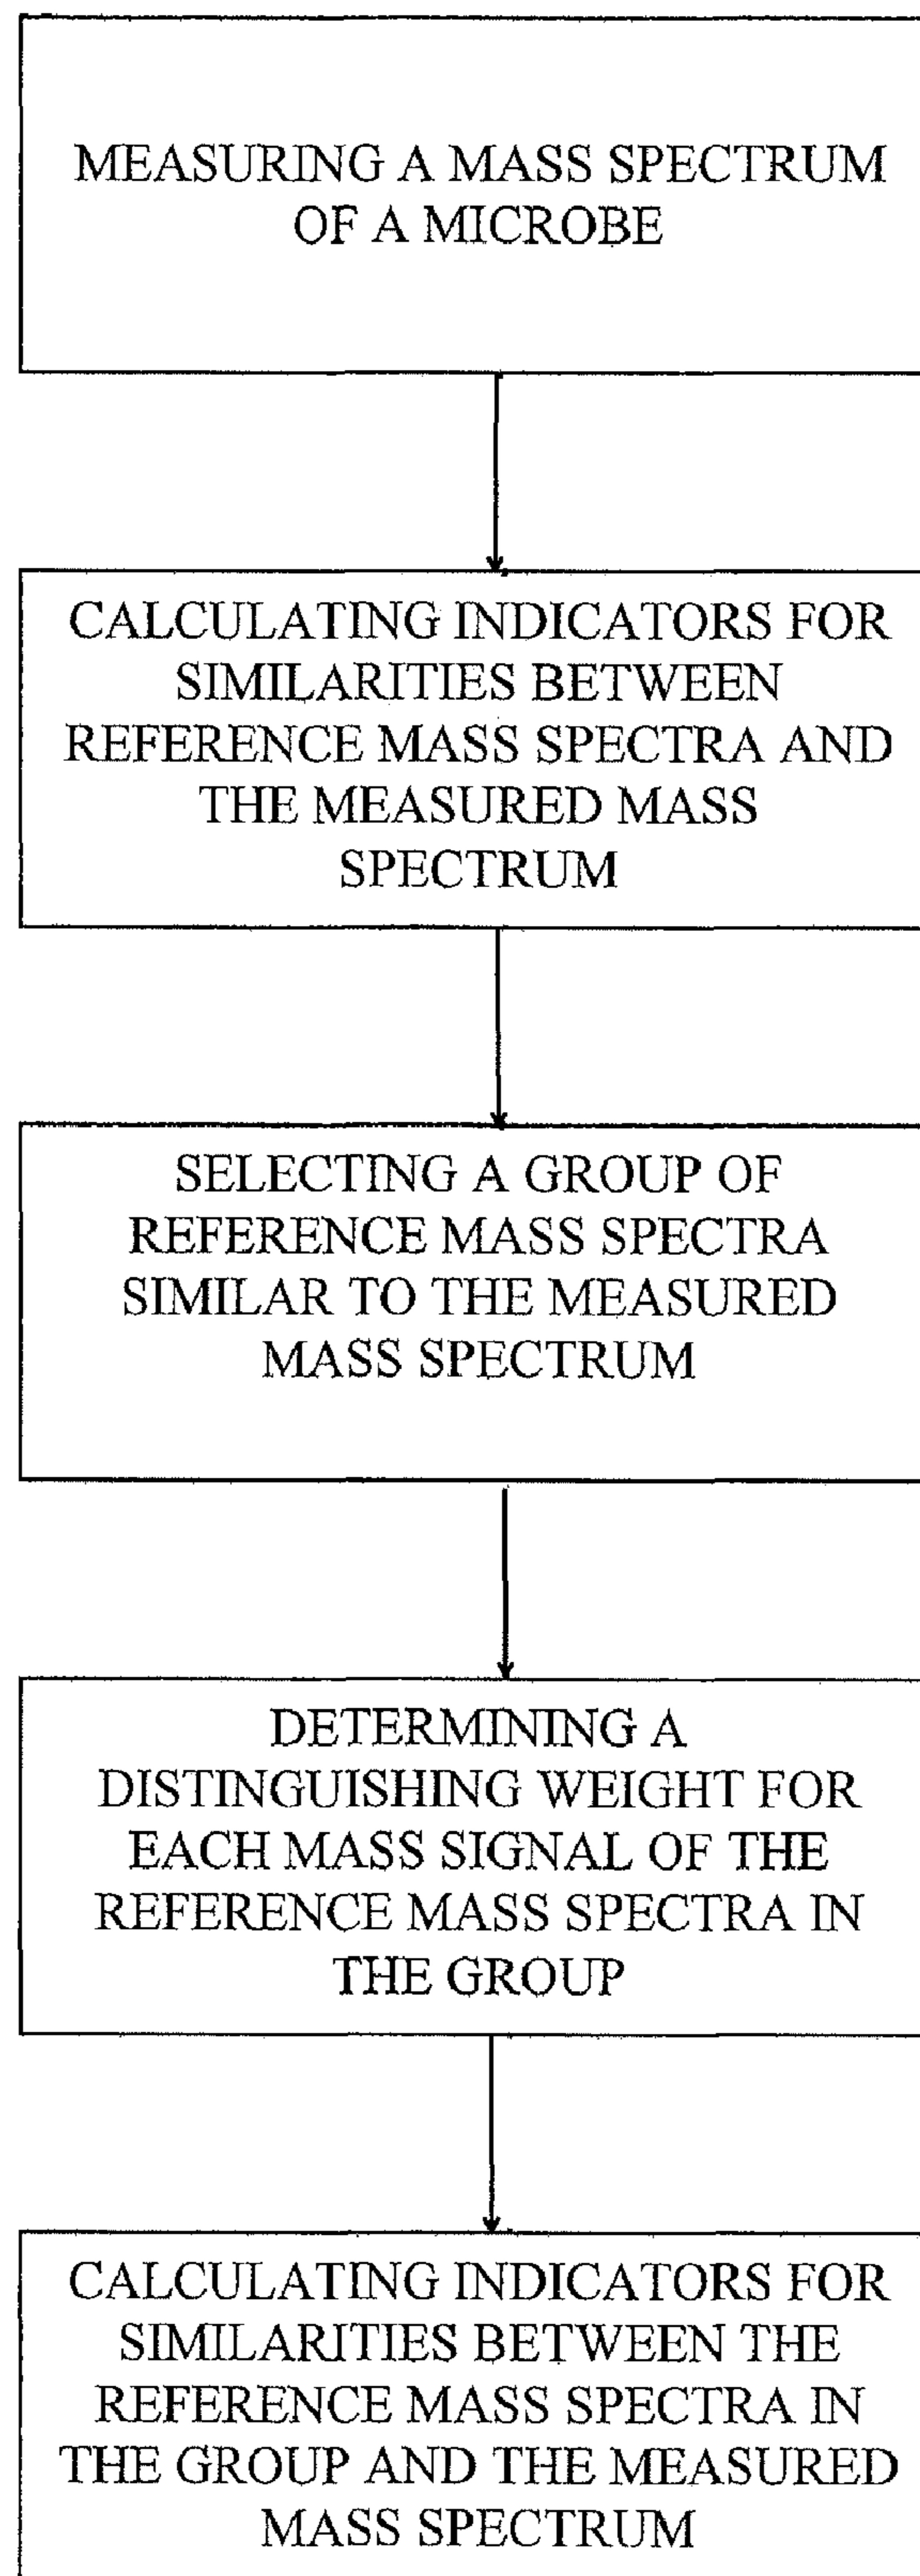 MEASURING A MASS SPECTRUM
OF A MICROBE
CALCULATING INDICATORS FOR
SIMILARITIES BETWEEN
REFERENCE MASS SPECTRA AND
THE MEASURED MASS
SPECTRUM
SELECTING A GROUP OF
REFERENCE MASS SPECTRA
SIMILAR TO THE MEASURED
MASS SPECTRUM
DETERMINING A
DISTINGUISHING WEIGHT FOR
EACH MASS SIGNAL OF THE
REFERENCE MASS SPECTRA IN
THE GROUP
CALCULATING INDICATORS FOR
SIMILARITIES BETWEEN THE
REFERENCE MASS SPECTRA IN
THE GROUP AND THE MEASURED
MASS SPECTRUM